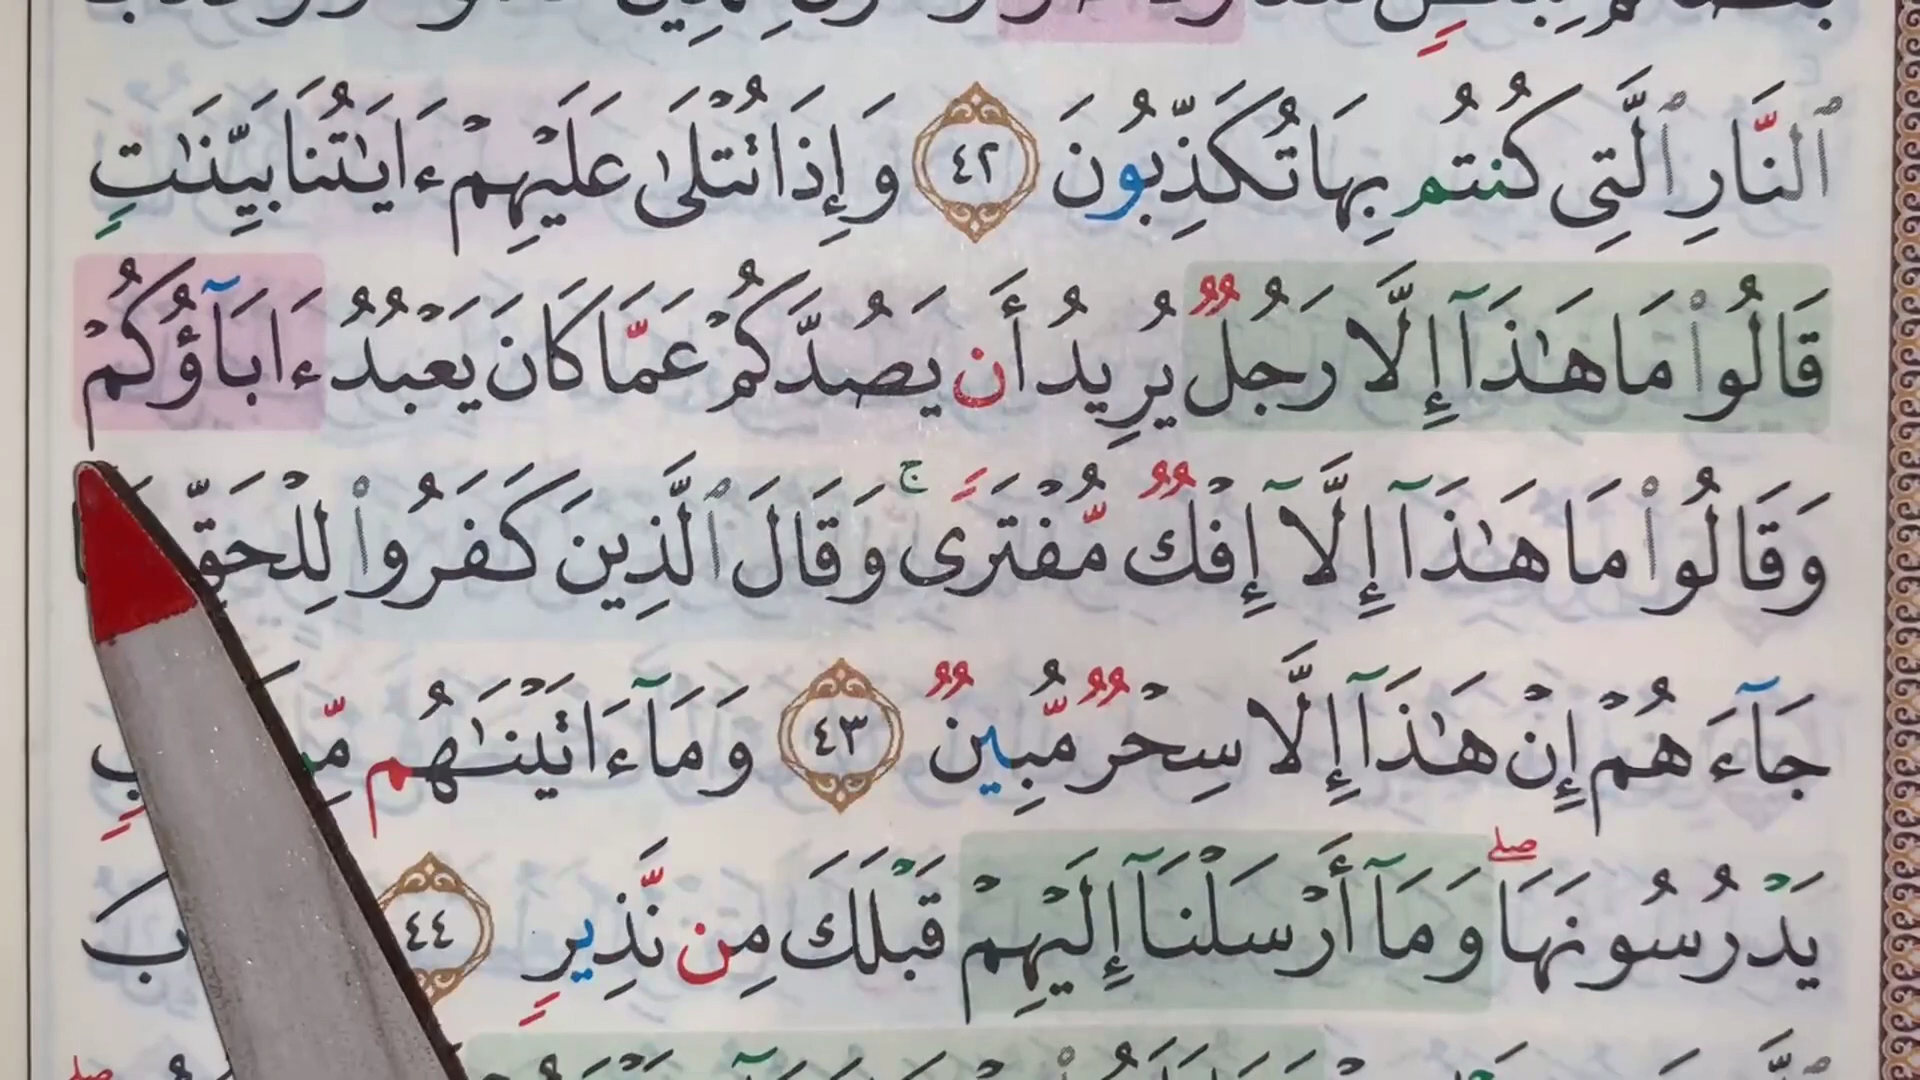 ٱلنَّارِ ٱلَّتِى كُنتُم بِهَا تُكَذِّبُونَ ٤٢ وَإِذَا تُتْلَىٰ عَلَيْهِمْ ءَايَٰتُنَا بَيِّنَٰتٍ
قَالُوا۟ مَا هَٰذَآ إِلَّا رَجُلٌ يُرِيدُ أَن يَصُدَّكُمْ عَمَّا كَانَ يَعْبُدُ ءَابَآؤُكُمْ
وَقَالُوا۟ مَا هَٰذَآ إِلَّآ إِفْكٌ مُّفْتَرًى ۚ وَقَالَ ٱلَّذِينَ كَفَرُوا۟ لِلْحَقِّ
جَآءَهُمْ إِنْ هَٰذَآ إِلَّا سِحْرٌ مُّبِينٌ ٤٣ وَمَآ ءَاتَيْنَٰهُم
يَدْرُسُونَهَا ۖ وَمَآ أَرْسَلْنَآ إِلَيْهِمْ قَبْلَكَ مِن نَّذِيرٍ ٤٤